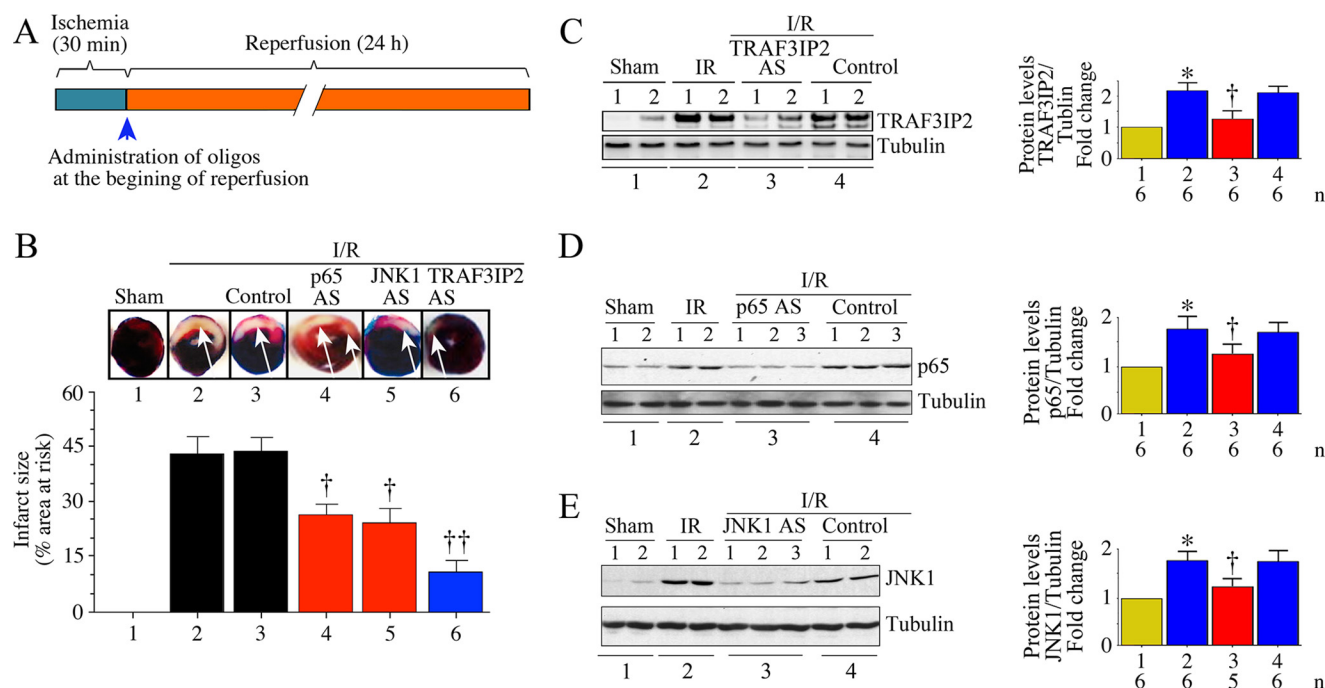 A
Ischemia
(30 min)
Reperfusion (24 h)
Administration of oligos
at the begining of reperfusion
B
I/R
p65 JNK1 TRAF3IP2
Sham Control AS AS AS
1 2 3 4 5 6
Infarct size
(% area at risk)
60
45
30
15
0
† † ††
1 2 3 4 5 6
C
I/R
TRAF3IP2
Sham IR AS Control
1 2 1 2 1 2 1 2
TRAF3IP2
Tubulin
1 2 3 4
Protein levels
TRAF3IP2/
Tublin
Fold change
2
1
0
* †
1 2 3 4
6 6 6 6 n
D
I/R
Sham IR p65 AS Control
1 2 1 2 1 2 3 1 2 3
p65
Tubulin
1 2 3 4
Protein levels
p65/Tubulin
Fold change
2
1
0
* †
1 2 3 4
6 6 6 6 n
E
I/R
Sham IR JNK1 AS Control
1 2 1 2 1 2 3 1 2
JNK1
Tubulin
1 2 3 4
Protein levels
JNK1/Tubulin
Fold change
2
1
0
* †
1 2 3 4
6 6 5 6 n